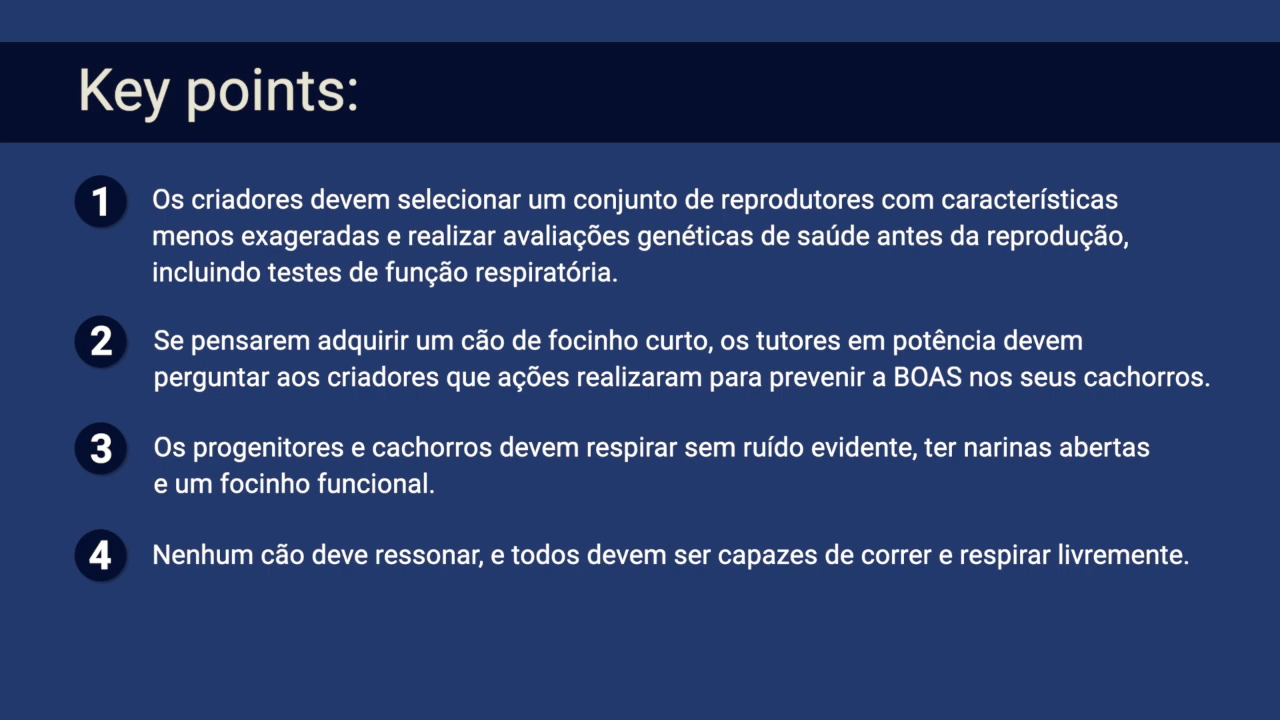 Key points:
1 Os criadores devem selecionar um conjunto de reprodutores com características
menos exageradas e realizar avaliações genéticas de saúde antes da reprodução,
incluindo testes de função respiratória.
2 Se pensarem adquirir um cão de focinho curto, os tutores em potência devem
perguntar aos criadores que ações realizaram para prevenir a BOAS nos seus cachorros.
3 Os progenitores e cachorros devem respirar sem ruído evidente, ter narinas abertas
e um focinho funcional.
4 Nenhum cão deve ressonar, e todos devem ser capazes de correr e respirar livremente.